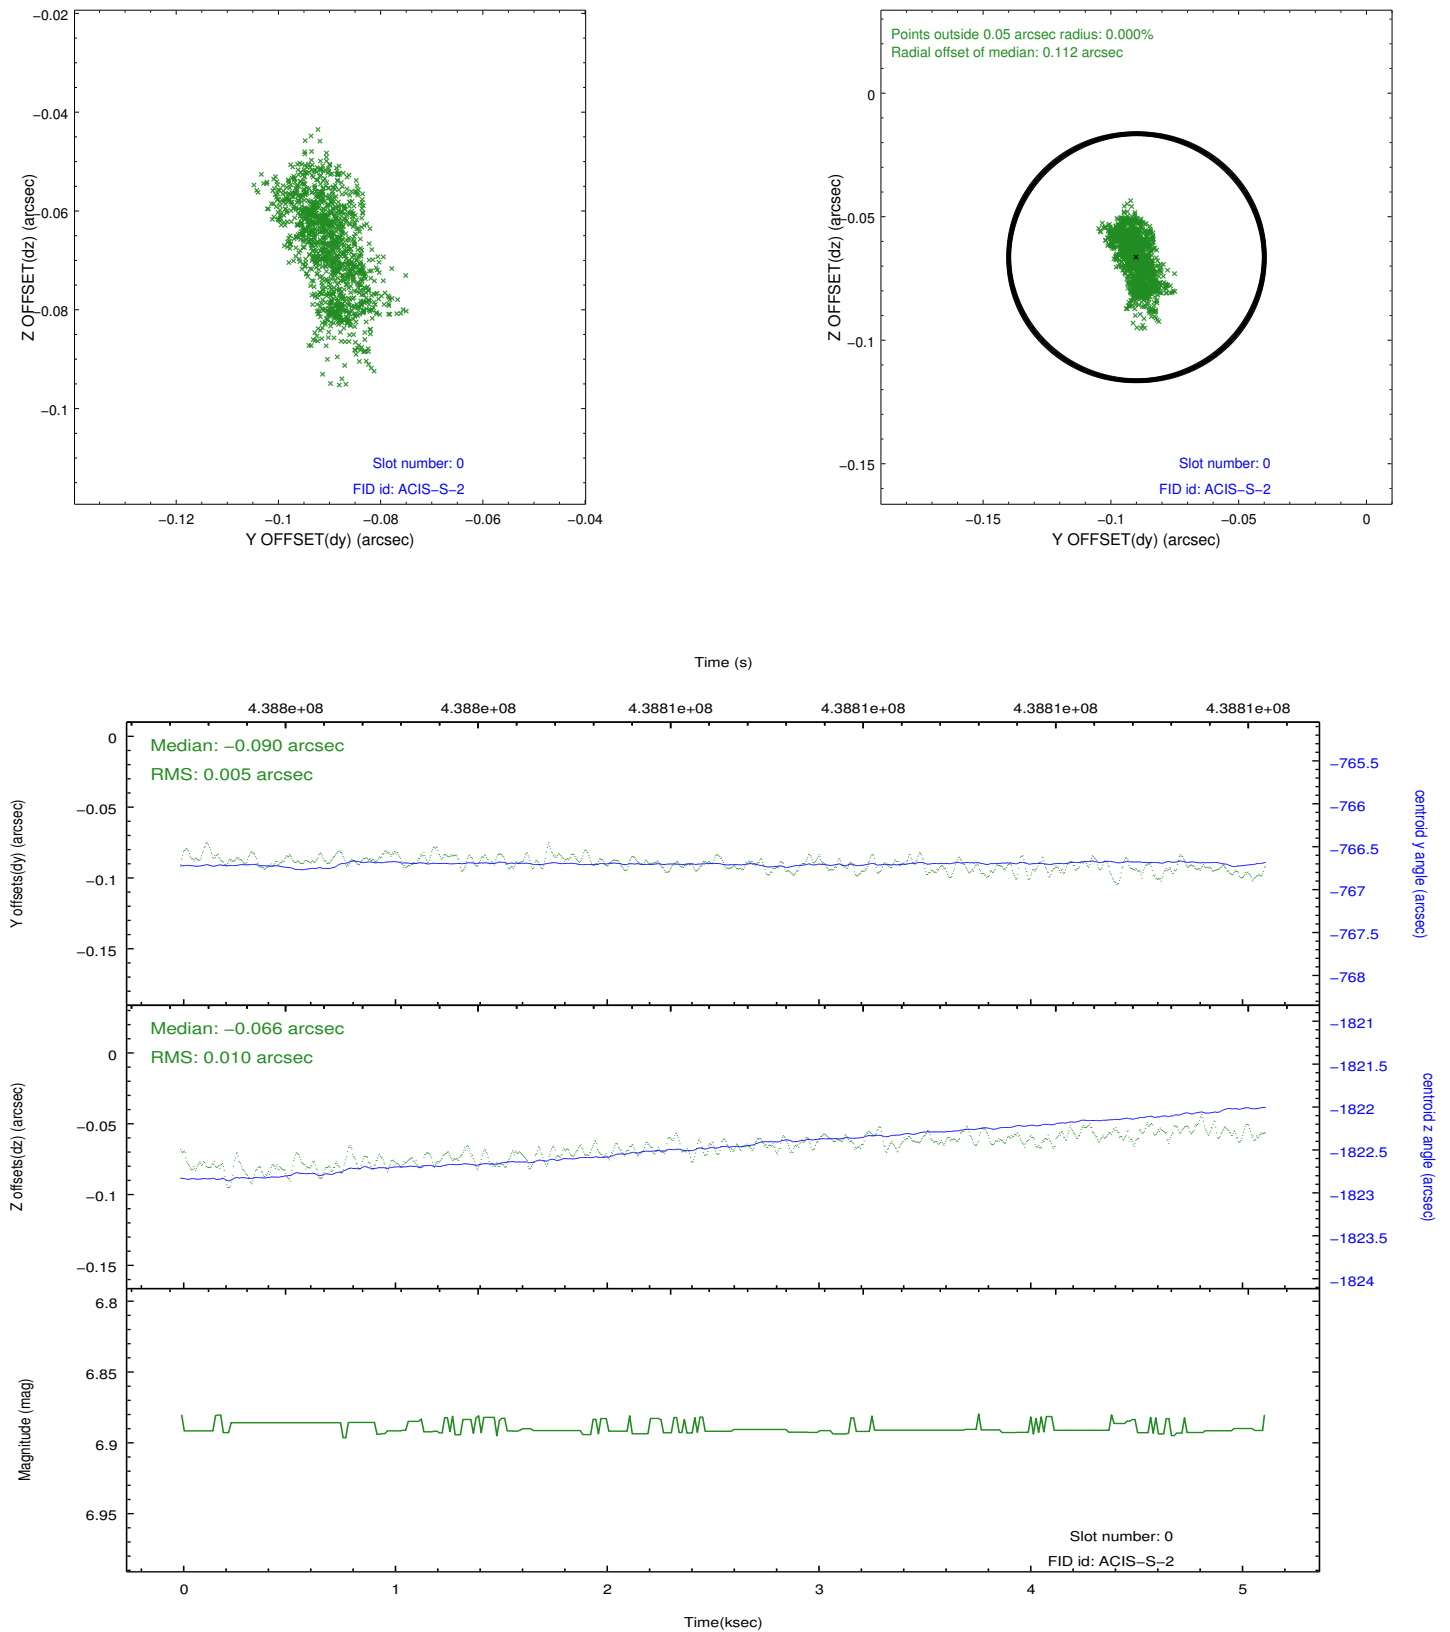 −0.02
−0.04
−0.06
−0.08
−0.1
Z OFFSET(dz) (arcsec)
Slot number: 0
FID id: ACIS−S−2
−0.12
−0.1
−0.08
−0.06
−0.04
Y OFFSET(dy) (arcsec)
Points outside 0.05 arcsec radius: 0.000%
Radial offset of median: 0.112 arcsec
0
−0.05
−0.1
−0.15
Z OFFSET(dz) (arcsec)
Slot number: 0
FID id: ACIS−S−2
−0.15
−0.1
−0.05
0
Y OFFSET(dy) (arcsec)
Time (s)
4.388e+08
4.388e+08
4.3881e+08
4.3881e+08
4.3881e+08
4.3881e+08
Median: −0.090 arcsec
RMS: 0.005 arcsec
0
−0.05
−0.1
−0.15
Y offsets(dy) (arcsec)
−765.5
−766
−766.5
−767
−767.5
−768
centroid y angle (arcsec)
Median: −0.066 arcsec
RMS: 0.010 arcsec
0
−0.05
−0.1
−0.15
Z offsets(dz) (arcsec)
−1821
−1821.5
−1822
−1822.5
−1823
−1823.5
−1824
centroid z angle (arcsec)
6.8
6.85
6.9
6.95
Magnitude (mag)
Slot number: 0
FID id: ACIS−S−2
0
1
2
3
4
5
Time(ksec)